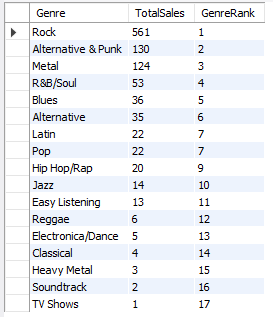 Genre TotalSales GenreRank
Rock 561 1
Alternative & Punk 130 2
Metal 124 3
R&B/Soul 53 4
Blues 36 5
Alternative 35 6
Latin 22 7
Pop 22 7
Hip Hop/Rap 20 9
Jazz 14 10
Easy Listening 13 11
Reggae 6 12
Electronica/Dance 5 13
Classical 4 14
Heavy Metal 3 15
Soundtrack 2 16
TV Shows 1 17